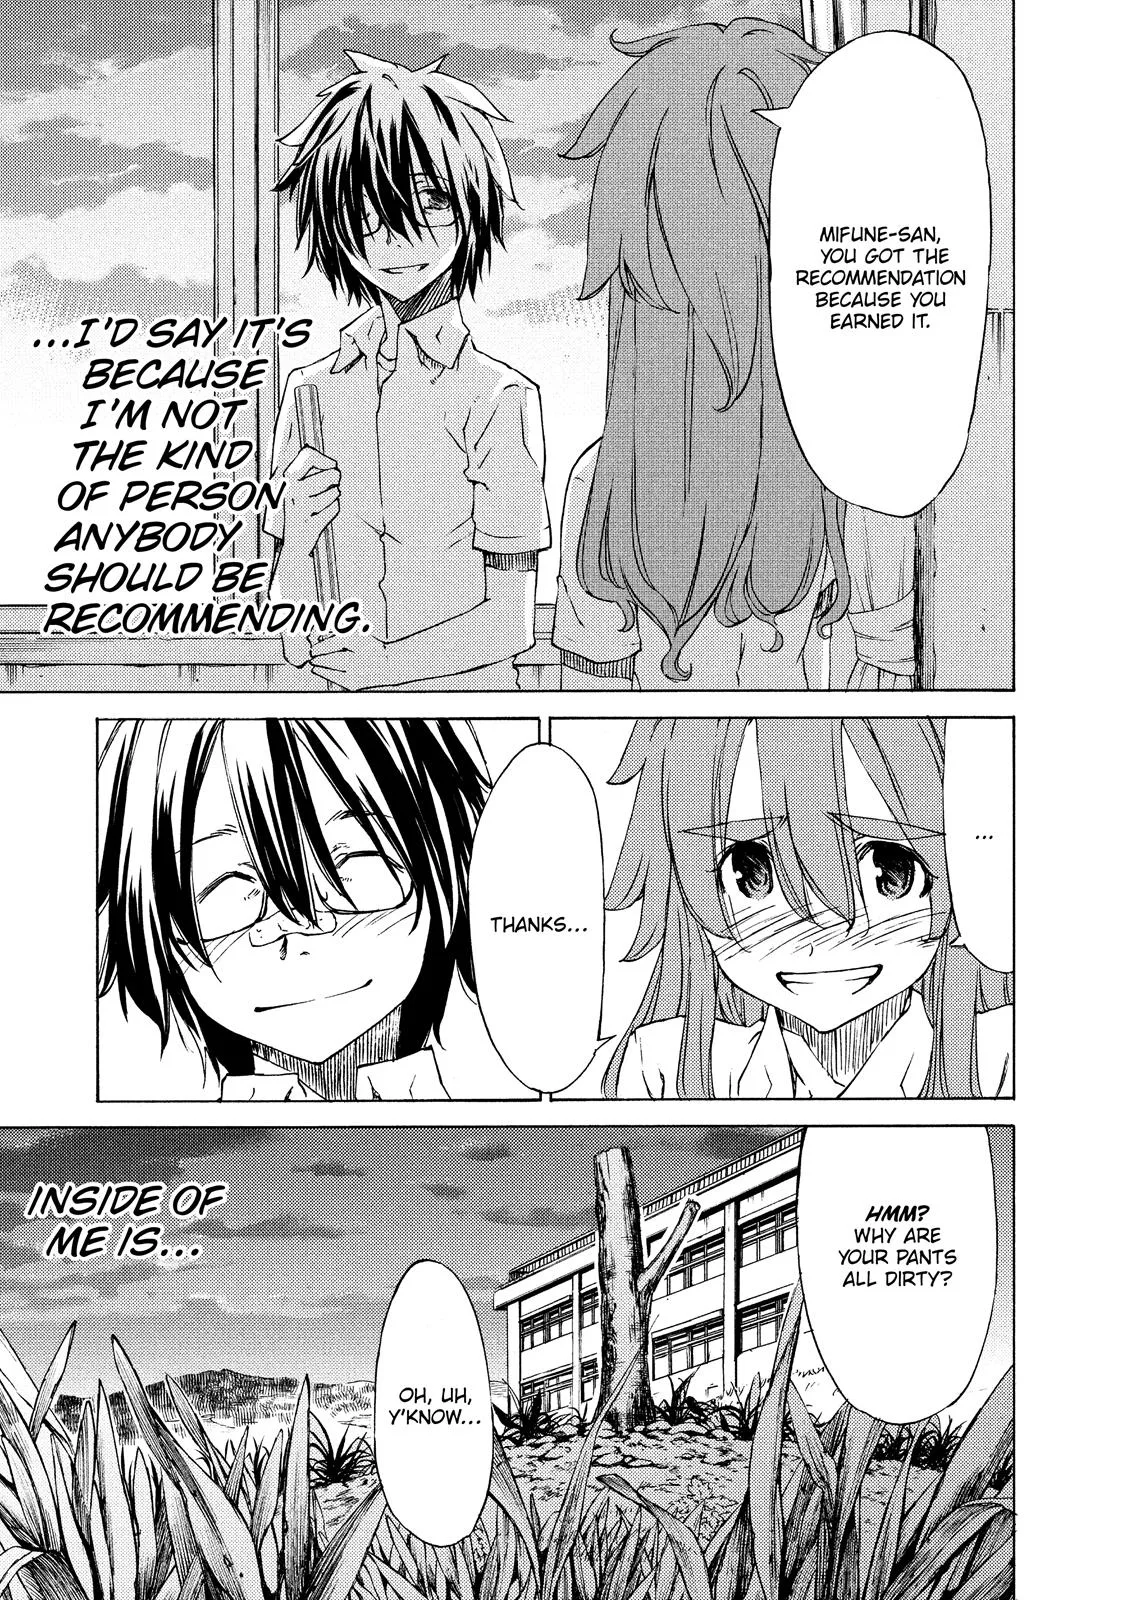 MIFUNE-SAN,
YOU GOT THE
RECOMMENDATION
BECAUSE YOU
EARNED IT.
...I'D SAY IT'S
BECAUSE
I'M NOT
THE KIND
OF PERSON
ANYBODY
SHOULD BE
RECOMMENDING.
...
THANKS...
HMM?
WHY ARE
YOUR PANTS
ALL DIRTY?
OH, UH,
Y'KNOW...
INSIDE OF
ME IS...